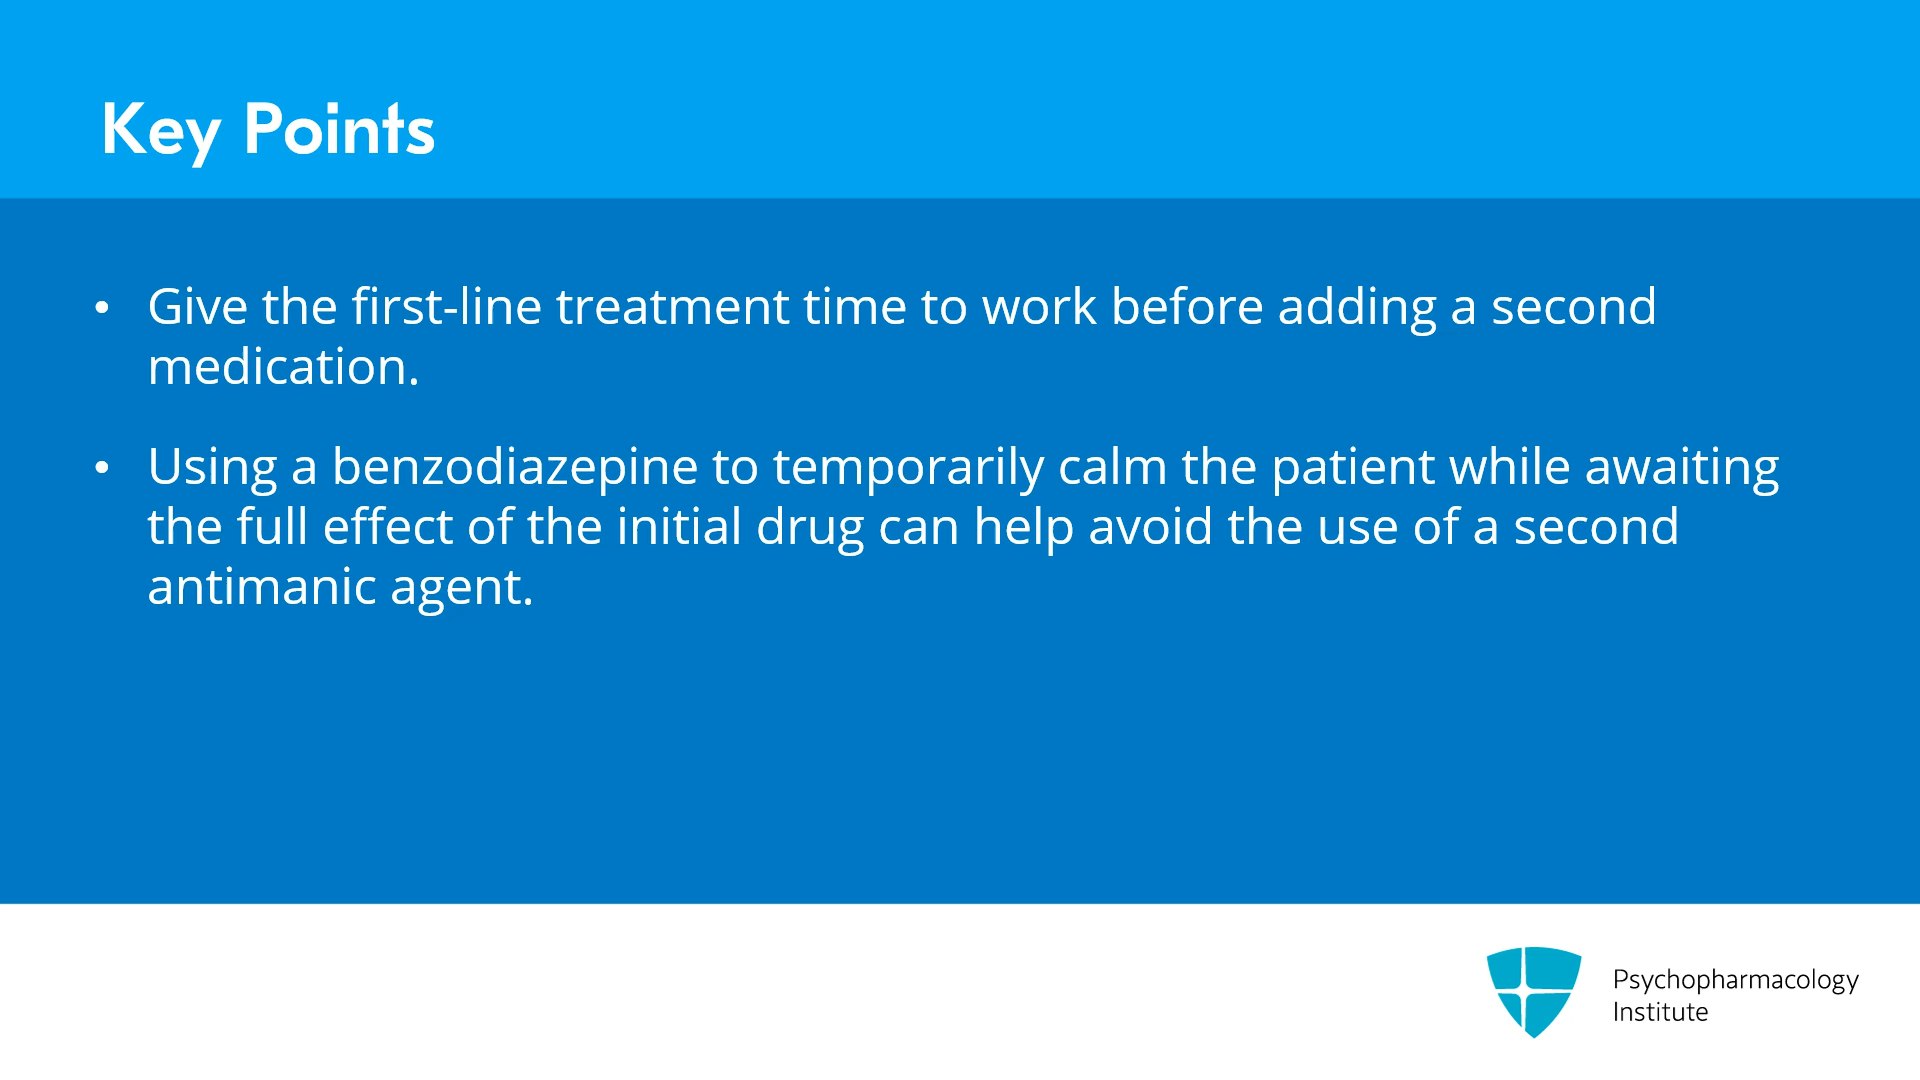 Key Points
• Give the first-line treatment time to work before adding a second
medication.
• Using a benzodiazepine to temporarily calm the patient while awaiting
the full effect of the initial drug can help avoid the use of a second
antimanic agent.
Psychopharmacology
Institute